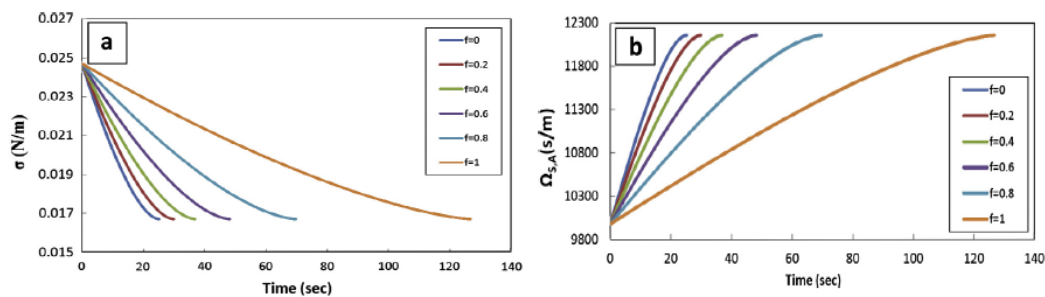 a
σ (N/m)
0.027
0.025
0.023
0.021
0.019
0.017
0.015
0 20 40 60 80 100 120 140
Time (sec)
f=0
f=0.2
f=0.4
f=0.6
f=0.8
f=1
b
Ω_S,A (s/m)
12300
11800
11300
10800
10300
9800
0 20 40 60 80 100 120 140
Time (sec)
f=0
f=0.2
f=0.4
f=0.6
f=0.8
f=1